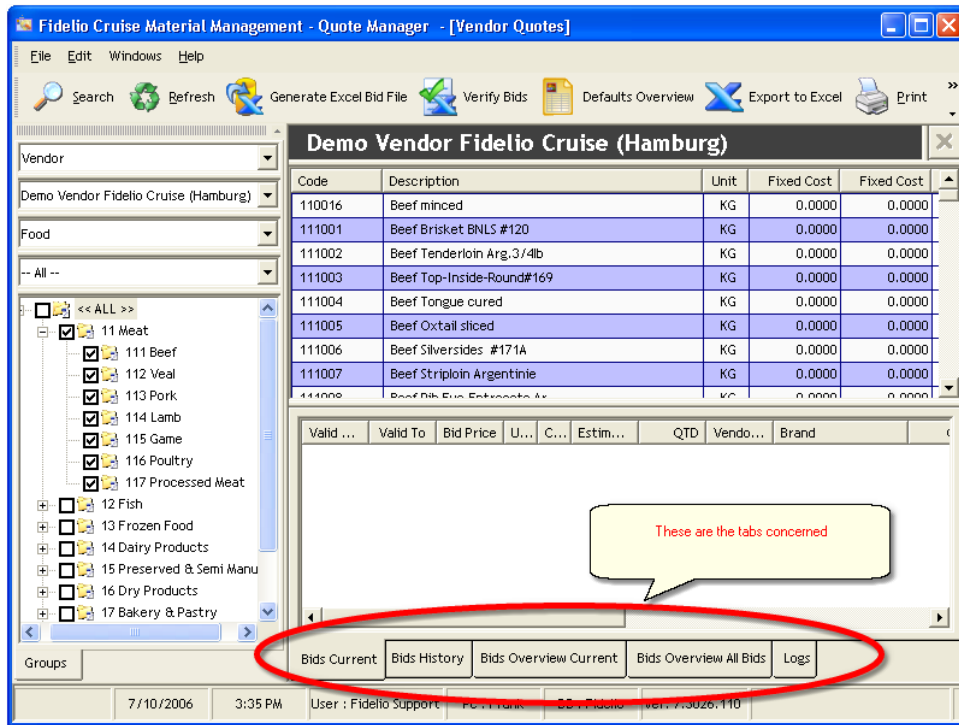 Fidelio Cruise Material Management - Quote Manager - [Vendor Quotes]
File Edit Windows Help
Search Refresh Generate Excel Bid File Verify Bids Defaults Overview Export to Excel Print
Vendor
Demo Vendor Fidelio Cruise (Hamburg)
Food
-- All --
<< ALL >>
11 Meat
111 Beef
112 Veal
113 Pork
114 Lamb
115 Game
116 Poultry
117 Processed Meat
12 Fish
13 Frozen Food
14 Dairy Products
15 Preserved & Semi Manu
16 Dry Products
17 Bakery & Pastry
Groups
Demo Vendor Fidelio Cruise (Hamburg)
Code Description Unit Fixed Cost Fixed Cost
110016 Beef minced KG 0.0000 0.0000
111001 Beef Brisket BNLS #120 KG 0.0000 0.0000
111002 Beef Tenderloin Arg.3/4lb KG 0.0000 0.0000
111003 Beef Top-Inside-Round#169 KG 0.0000 0.0000
111004 Beef Tongue cured KG 0.0000 0.0000
111005 Beef Oxtail sliced KG 0.0000 0.0000
111006 Beef Silversides #171A KG 0.0000 0.0000
111007 Beef Striploin Argentinie KG 0.0000 0.0000
Valid ... Valid To Bid Price U... C... Estim... QTD Vendo... Brand
These are the tabs concerned
Bids Current Bids History Bids Overview Current Bids Overview All Bids Logs
7/10/2006 3:35 PM User : Fidelio Support PC : Frank DB : Fidelio Ver. 7.3026.110